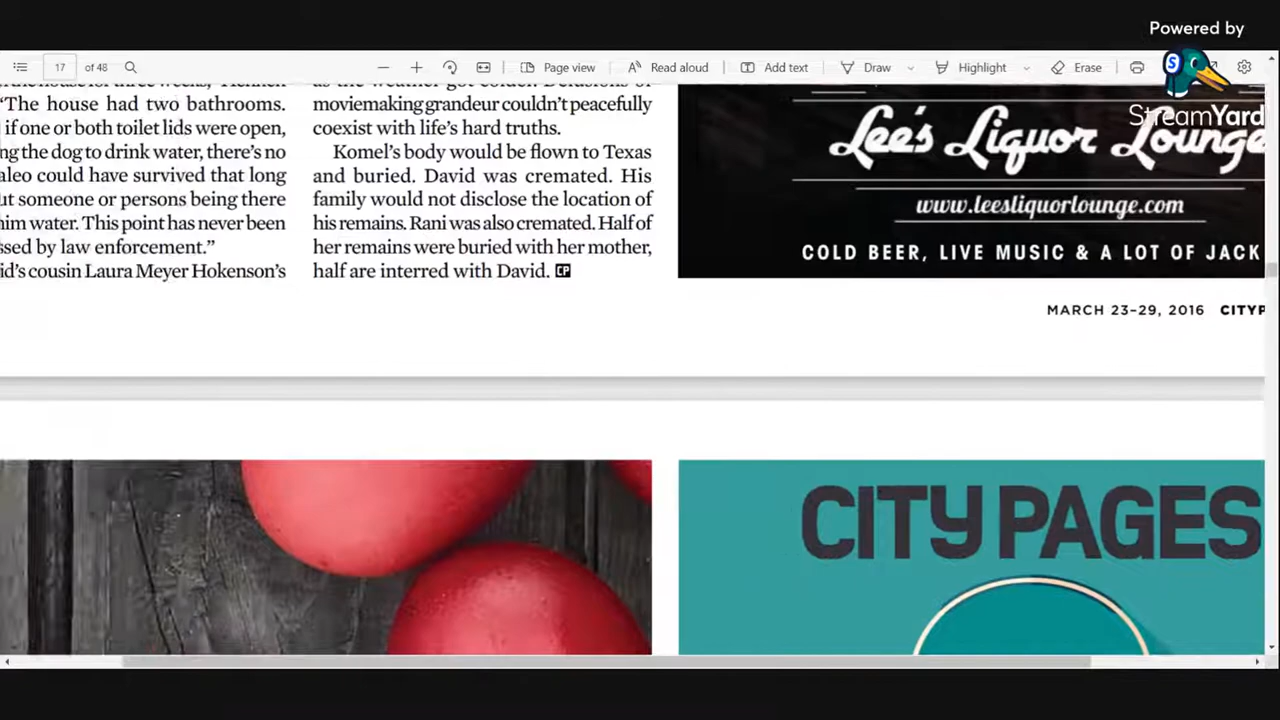 Powered by
StreamYard
17 of 48
Page view
Read aloud
Add text
Draw
Highlight
Erase
"The house had two bathrooms.
if one or both toilet lids were open,
ng the dog to drink water, there's no
aleo could have survived that long
ut someone or persons being there
him water. This point has never been
ssed by law enforcement."
id's cousin Laura Meyer Hokenson's
moviemaking grandeur couldn't peacefully
coexist with life's hard truths.
Komel's body would be flown to Texas
and buried. David was cremated. His
family would not disclose the location of
his remains. Rani was also cremated. Half of
her remains were buried with her mother,
half are interred with David. CP
Lee's Liquor Lounge
www.leesliquorlounge.com
COLD BEER, LIVE MUSIC & A LOT OF JACK
MARCH 23-29, 2016 CITYP
CITY PAGES